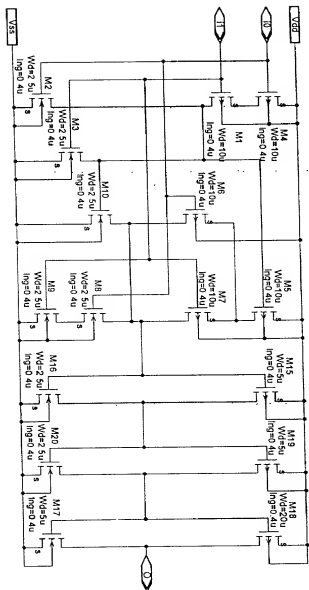 Vdd
I0
I1
M4
Wd=10u
lng=0 4u
M1
Wd=10u
lng=0 4u
M5
Wd=10u
lng=0 4u
M15
Wd=5u
lng=0 4u
M19
Wd=5u
lng=0 4u
M18
Wd=20u
lng=0 4u
s
s
s
s
s
s
M6
Wd=10u
lng=0 4u
s
M7
Wd=10u
lng=0 4u
s
O
M3
Wd=2 5u
lng=0 4u
M10
Wd=2 5u
lng=0 4u
M8
Wd=2 5u
lng=0 4u
s
M2
Wd=2 5u
lng=0 4u
M9
Wd=2 5u
lng=0 4u
M16
Wd=2 5u
lng=0 4u
M20
Wd=2 5u
lng=0 4u
M17
Wd=5u
lng=0 4u
s
s
s
s
s
s
s
Vss